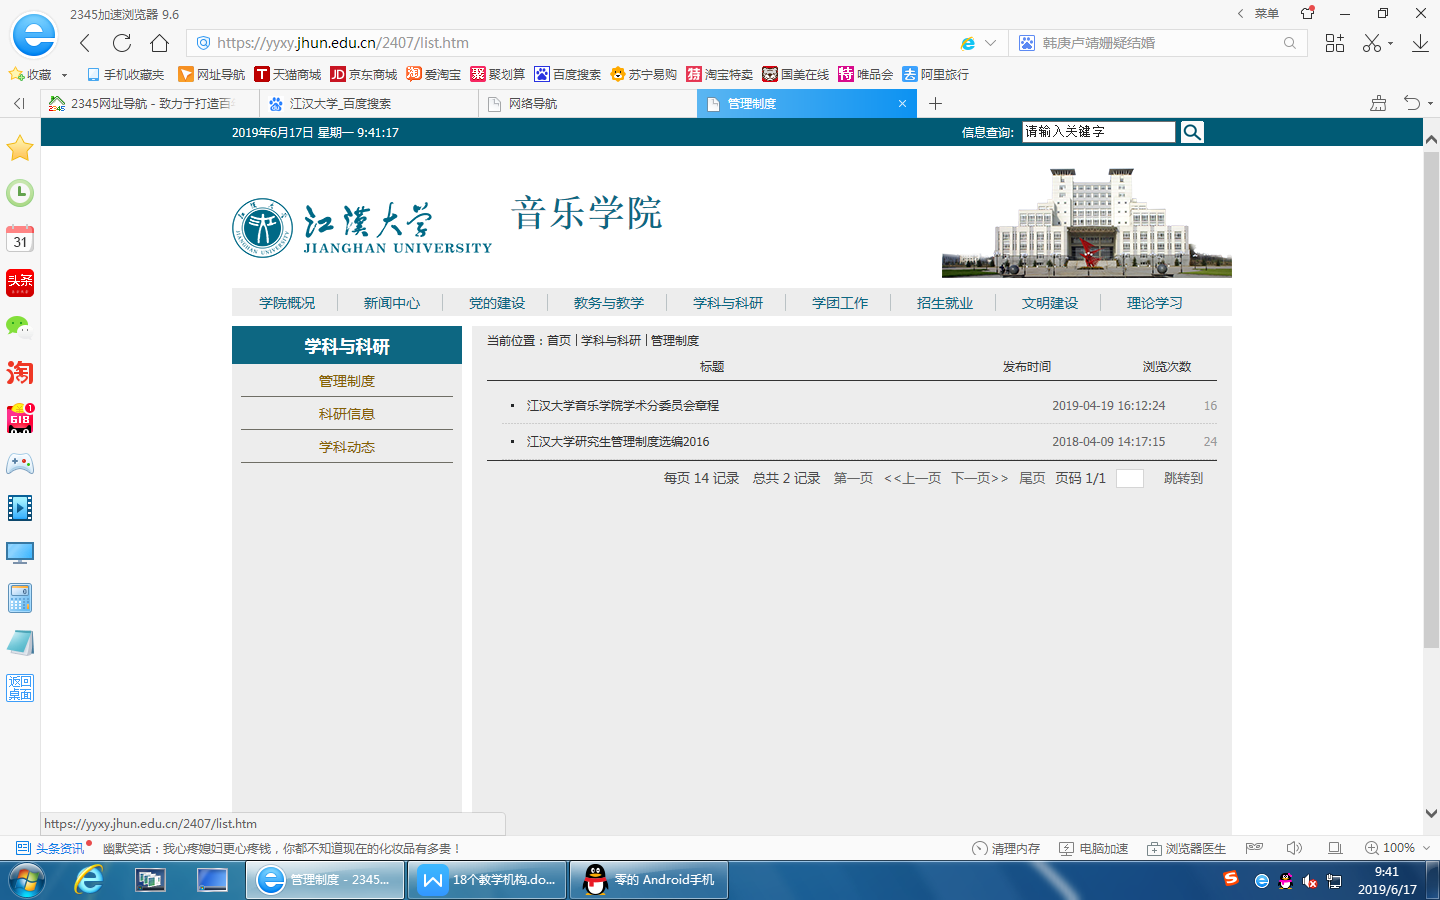 2345加速浏览器 9.6
菜单
https://yyxy.jhun.edu.cn/2407/list.htm
韩庚卢靖姗疑结婚
收藏 手机收藏夹 网址导航 天猫商城 京东商城 爱淘宝 聚划算 百度搜索 苏宁易购 淘宝特卖 国美在线 唯品会 阿里旅行
2345网址导航 - 致力于打造百
江汉大学_百度搜索
网络导航
管理制度
2019年6月17日 星期一 9:41:17
信息查询: 请输入关键字
江漢大学
JIANGHAN UNIVERSITY
音乐学院
学院概况 新闻中心 党的建设 教务与教学 学科与科研 学团工作 招生就业 文明建设 理论学习
学科与科研
管理制度
科研信息
学科动态
当前位置：首页 | 学科与科研 | 管理制度
标题 发布时间 浏览次数
江汉大学音乐学院学术分委员会章程 2019-04-19 16:12:24 16
江汉大学研究生管理制度选编2016 2018-04-09 14:17:15 24
每页 14 记录 总共 2 记录 第一页 <<上一页 下一页>> 尾页 页码 1/1 跳转到
31
头条
淘
618
1
返回
桌面
https://yyxy.jhun.edu.cn/2407/list.htm
头条资讯 幽默笑话：我心疼媳妇更心疼钱，你都不知道现在的化妆品有多贵！
清理内存 电脑加速 浏览器医生 100%
管理制度 - 2345...
18个教学机构.do...
零的 Android手机
9:41
2019/6/17